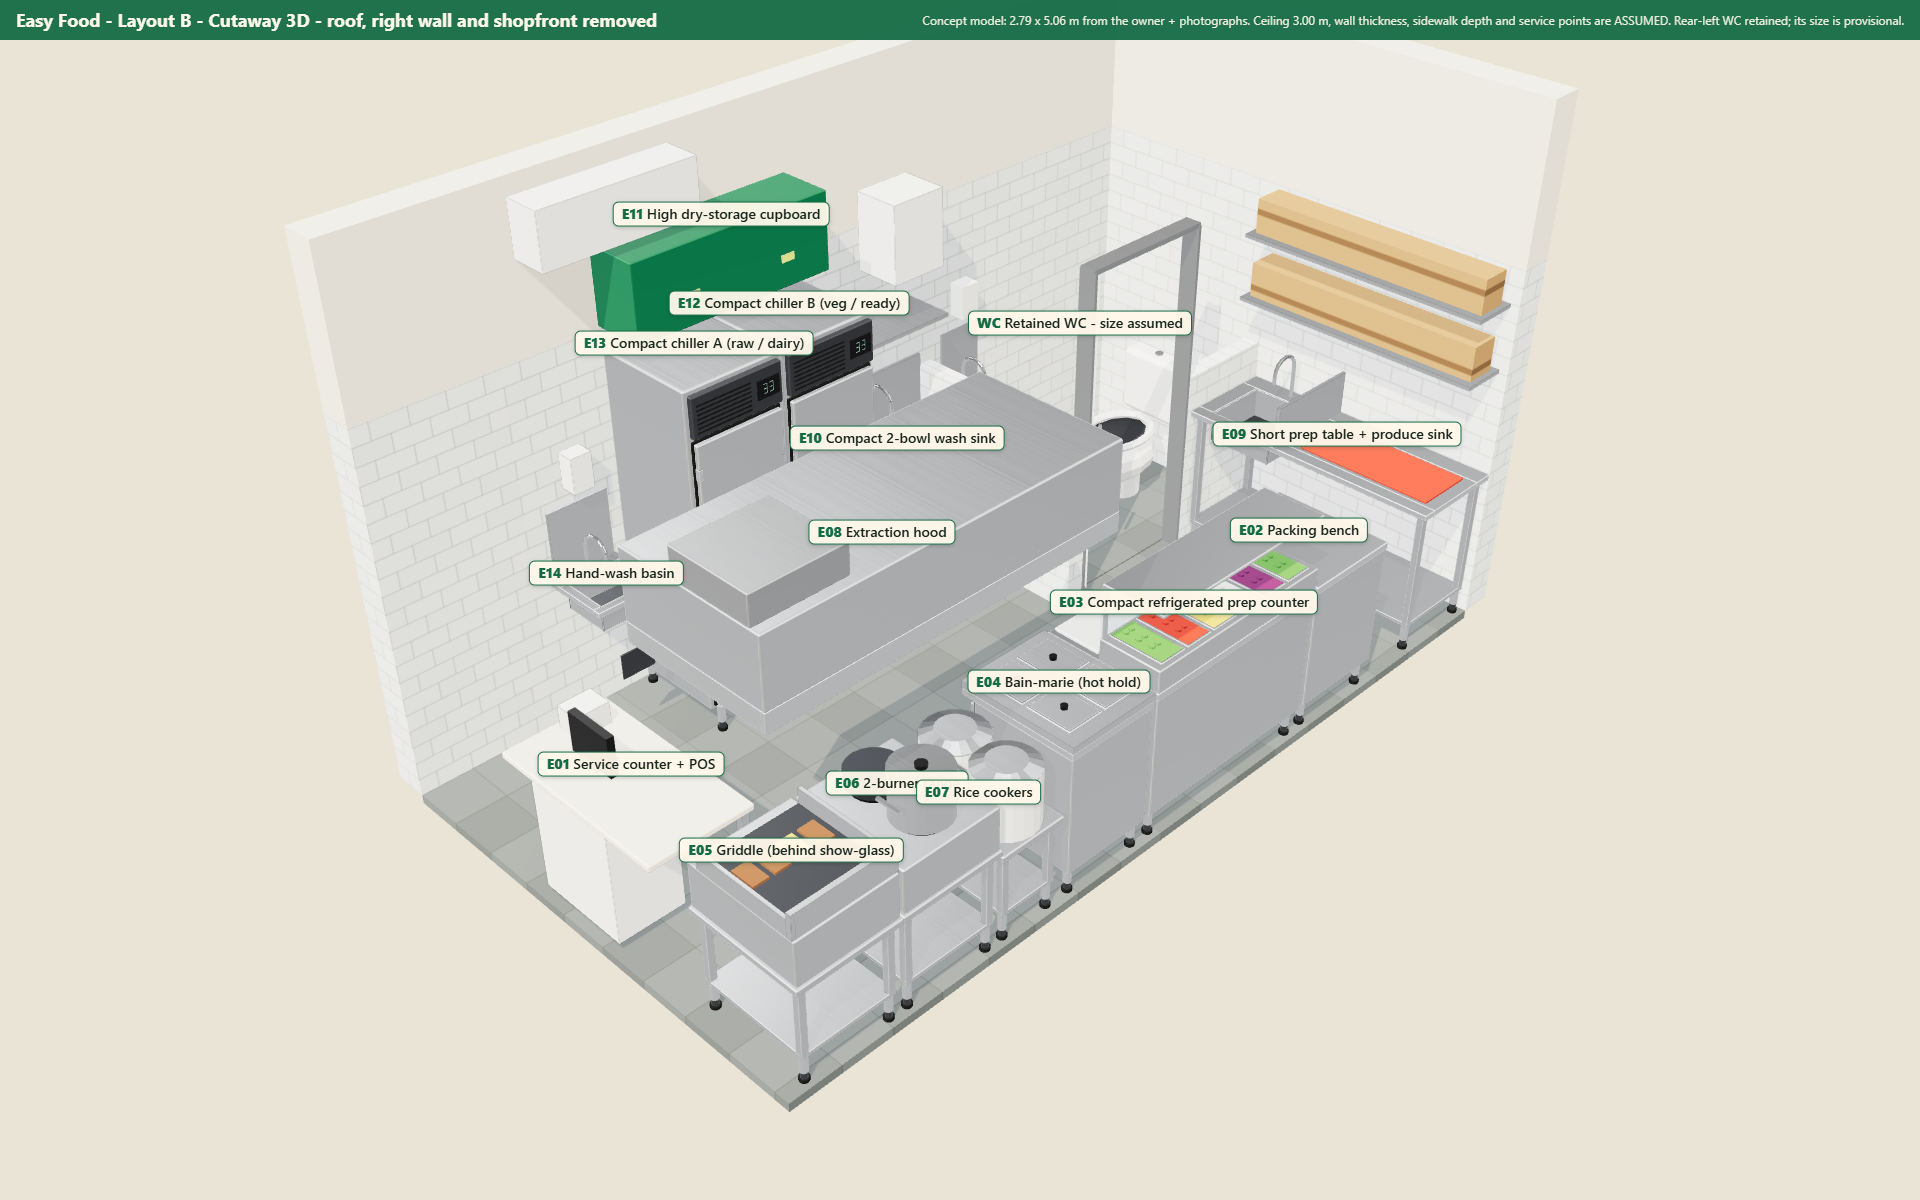 Easy Food - Layout B - Cutaway 3D - roof, right wall and shopfront removed
Concept model: 2.79 x 5.06 m from the owner + photographs. Ceiling 3.00 m, wall thickness, sidewalk depth and service points are ASSUMED. Rear-left WC retained; its size is provisional.
E11 High dry-storage cupboard
E12 Compact chiller B (veg / ready)
WC Retained WC - size assumed
E13 Compact chiller A (raw / dairy)
33
33
E10 Compact 2-bowl wash sink
E09 Short prep table + produce sink
E08 Extraction hood
E02 Packing bench
E14 Hand-wash basin
E03 Compact refrigerated prep counter
E04 Bain-marie (hot hold)
E01 Service counter + POS
E06 2-burner
E07 Rice cookers
E05 Griddle (behind show-glass)